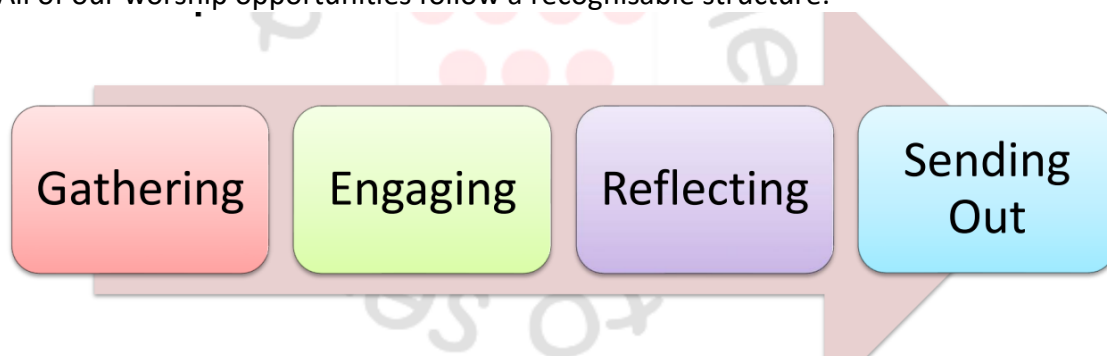 All of our worship opportunities follow a recognisable structure:
Gathering
Engaging
Reflecting
Sending
Out